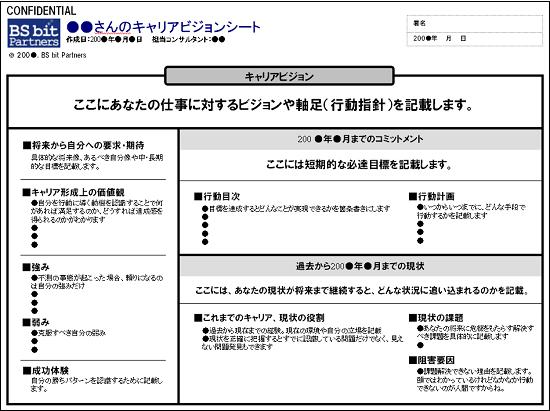 CONFIDENTIAL
BS bit
Partners
●●さんのキャリアビジョンシート
作成日:200●年●月●日 担当コンサルタント:●●
© 200●. BS bit Partners
署名
200●年 月 日
キャリアビジョン
ここにあなたの仕事に対するビジョンや軸足(行動指針)を記載します。
■将来から自分への要求・期待
具体的な将来像、あるべき自分像や中・長期
的な目標を記載します。
■キャリア形成上の価値観
●自分を行動に導く動機を認識することで何
があれば満足するのか、どうすれば達成感を
得られるのかがわかります
●
●
●
■強み
●不測の事態が起こった場合、頼りになるの
は自分の強みだけ
●
●
■弱み
●克服すべき自分の弱み
●
●
■成功体験
自分の勝ちパターンを認識するために記載し
ます。
200 ●年●月までのコミットメント
ここには短期的な必達目標を記載します。
■行動目次
●目標を達成するとどんなことが実現できるかを箇条書きにします
●
●
●
●
■行動計画
●いつからいつまでに、どんな手段で
行動するかを記載します
●
●
過去から200●年●月までの現状
ここには、あなたの現状が将来まで継続すると、どんな状況に追い込まれるのかを記載。
■これまでのキャリア、現状の役割
●過去から現在までの経験。現在の環境や自分の立場を記載
●現状を正確に把握するとすでに認識している問題だけでなく、見え
ない問題発見もできます
■現状の課題
●あなたの将来に危機をもたらす解決す
べき課題を具体的に記載します
●
■阻害要因
●課題解決できない理由を記載します。
頭ではわかっているけれどなかなか行動
できないのが人間ですからね。